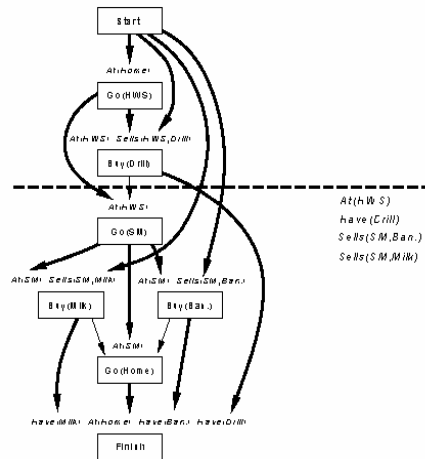 Start
At(Home)
Go(HWS)
At(HWS) Sells(HWS,Drill)
Buy(Drill)
At(HWS)
At(HWS)
Have(Drill)
Sells(SM,Ban.)
Sells(SM,Milk)
Go(SM)
At(SM) Sells(SM,Milk) At(SM) Sells(SM,Ban.)
Buy(Milk) Buy(Ban.)
At(SM)
Go(Home)
Have(Milk) At(Home) Have(Ban.) Have(Drill)
Finish